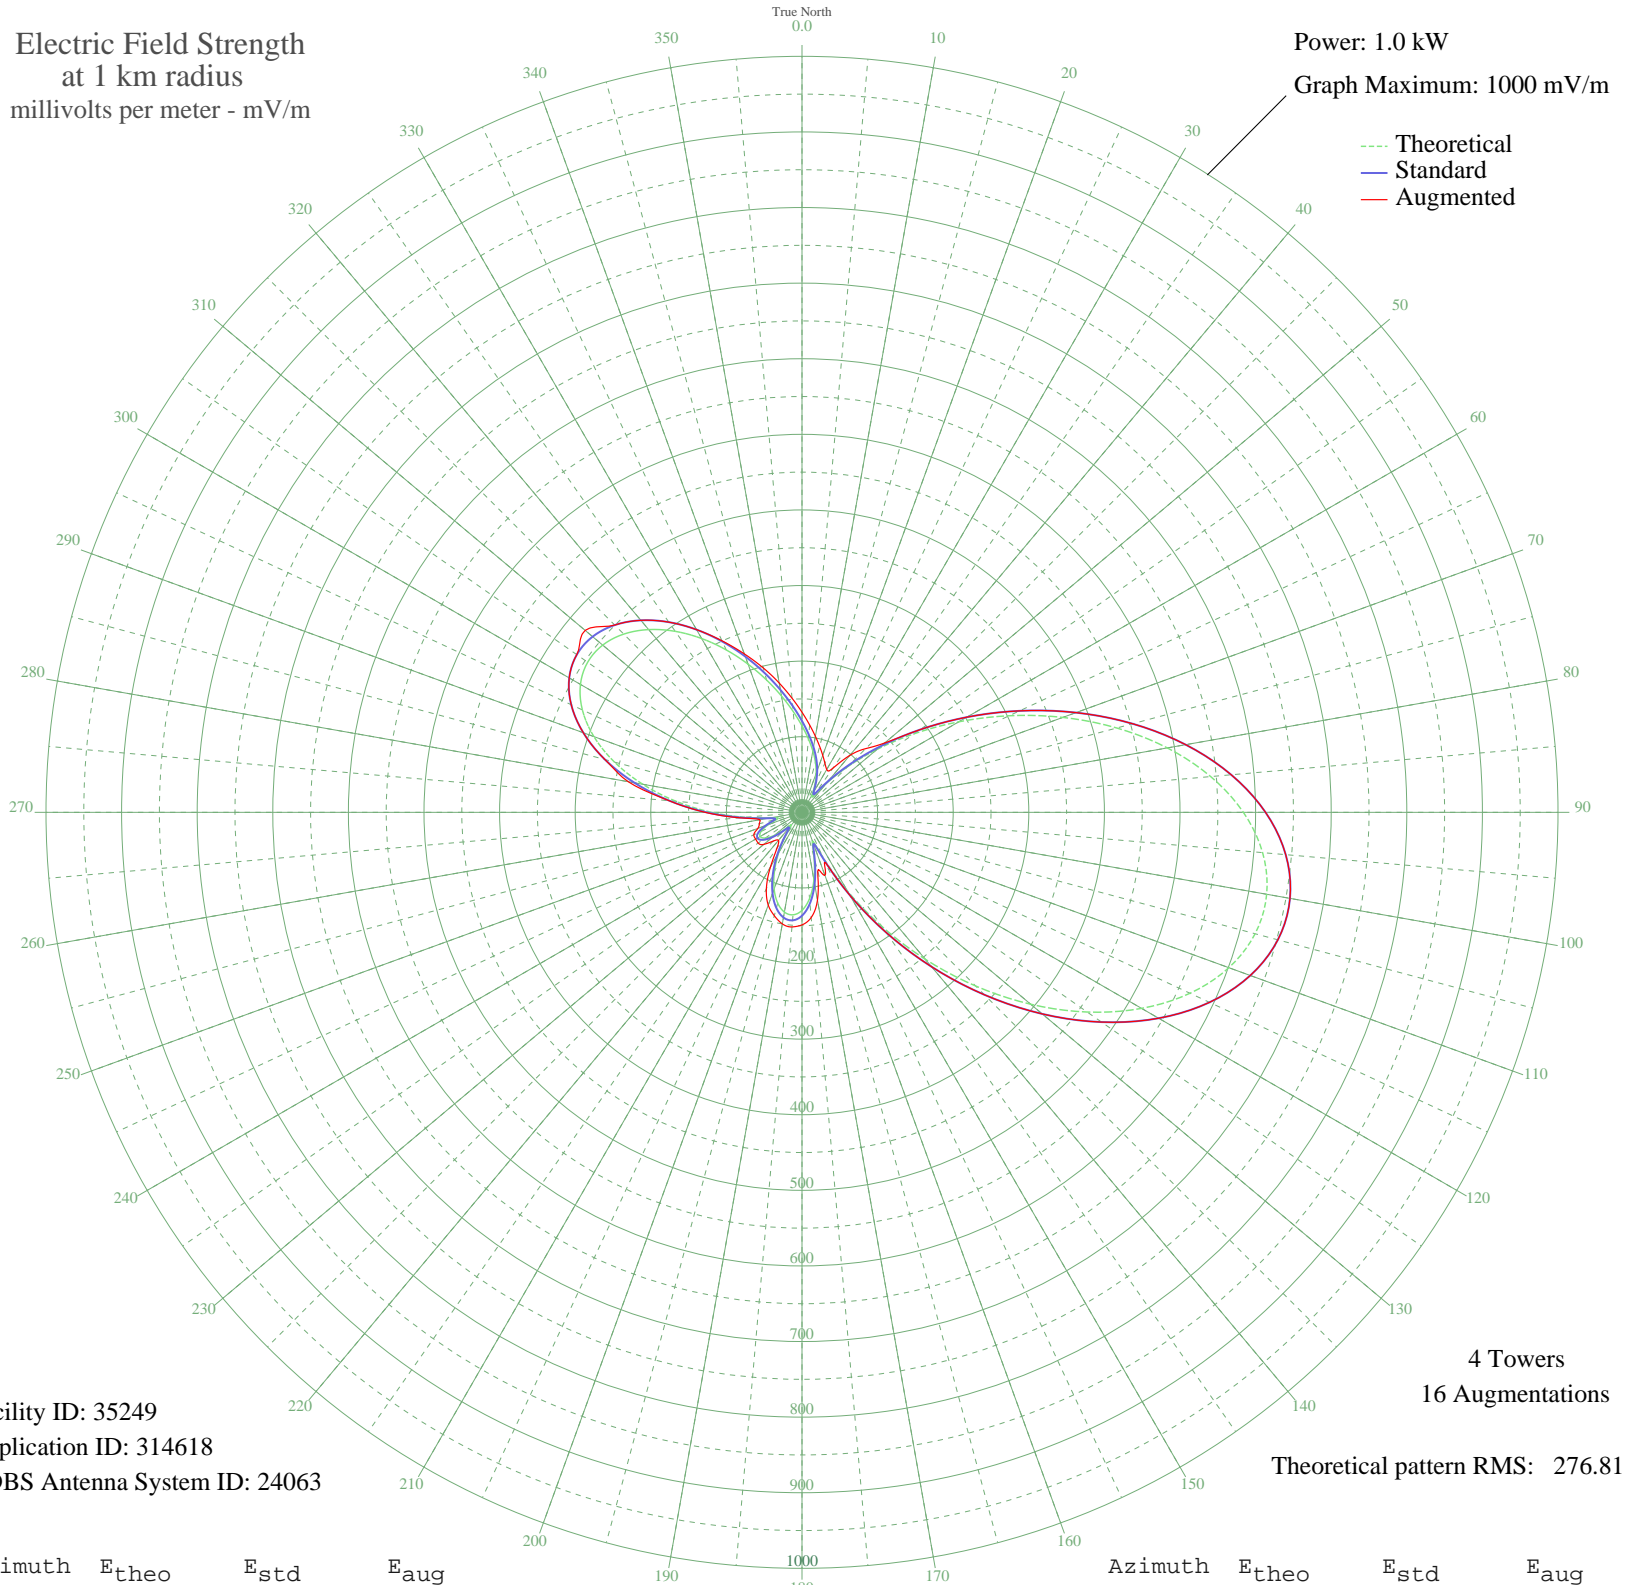 True North
0.0
Electric Field Strength
at 1 km radius
millivolts per meter - mV/m
Power: 1.0 kW
Graph Maximum: 1000 mV/m
Theoretical
Standard
Augmented
10
20
30
40
50
60
70
80
90
100
110
120
130
140
150
160
170
190
200
210
220
230
240
250
260
270
280
290
300
310
320
330
340
350
200
300
400
500
600
700
800
900
1000
4 Towers
16 Augmentations
Theoretical pattern RMS: 276.81
cility ID: 35249
plication ID: 314618
DBS Antenna System ID: 24063
imuth Etheo Estd Eaug
Azimuth Etheo Estd Eaug